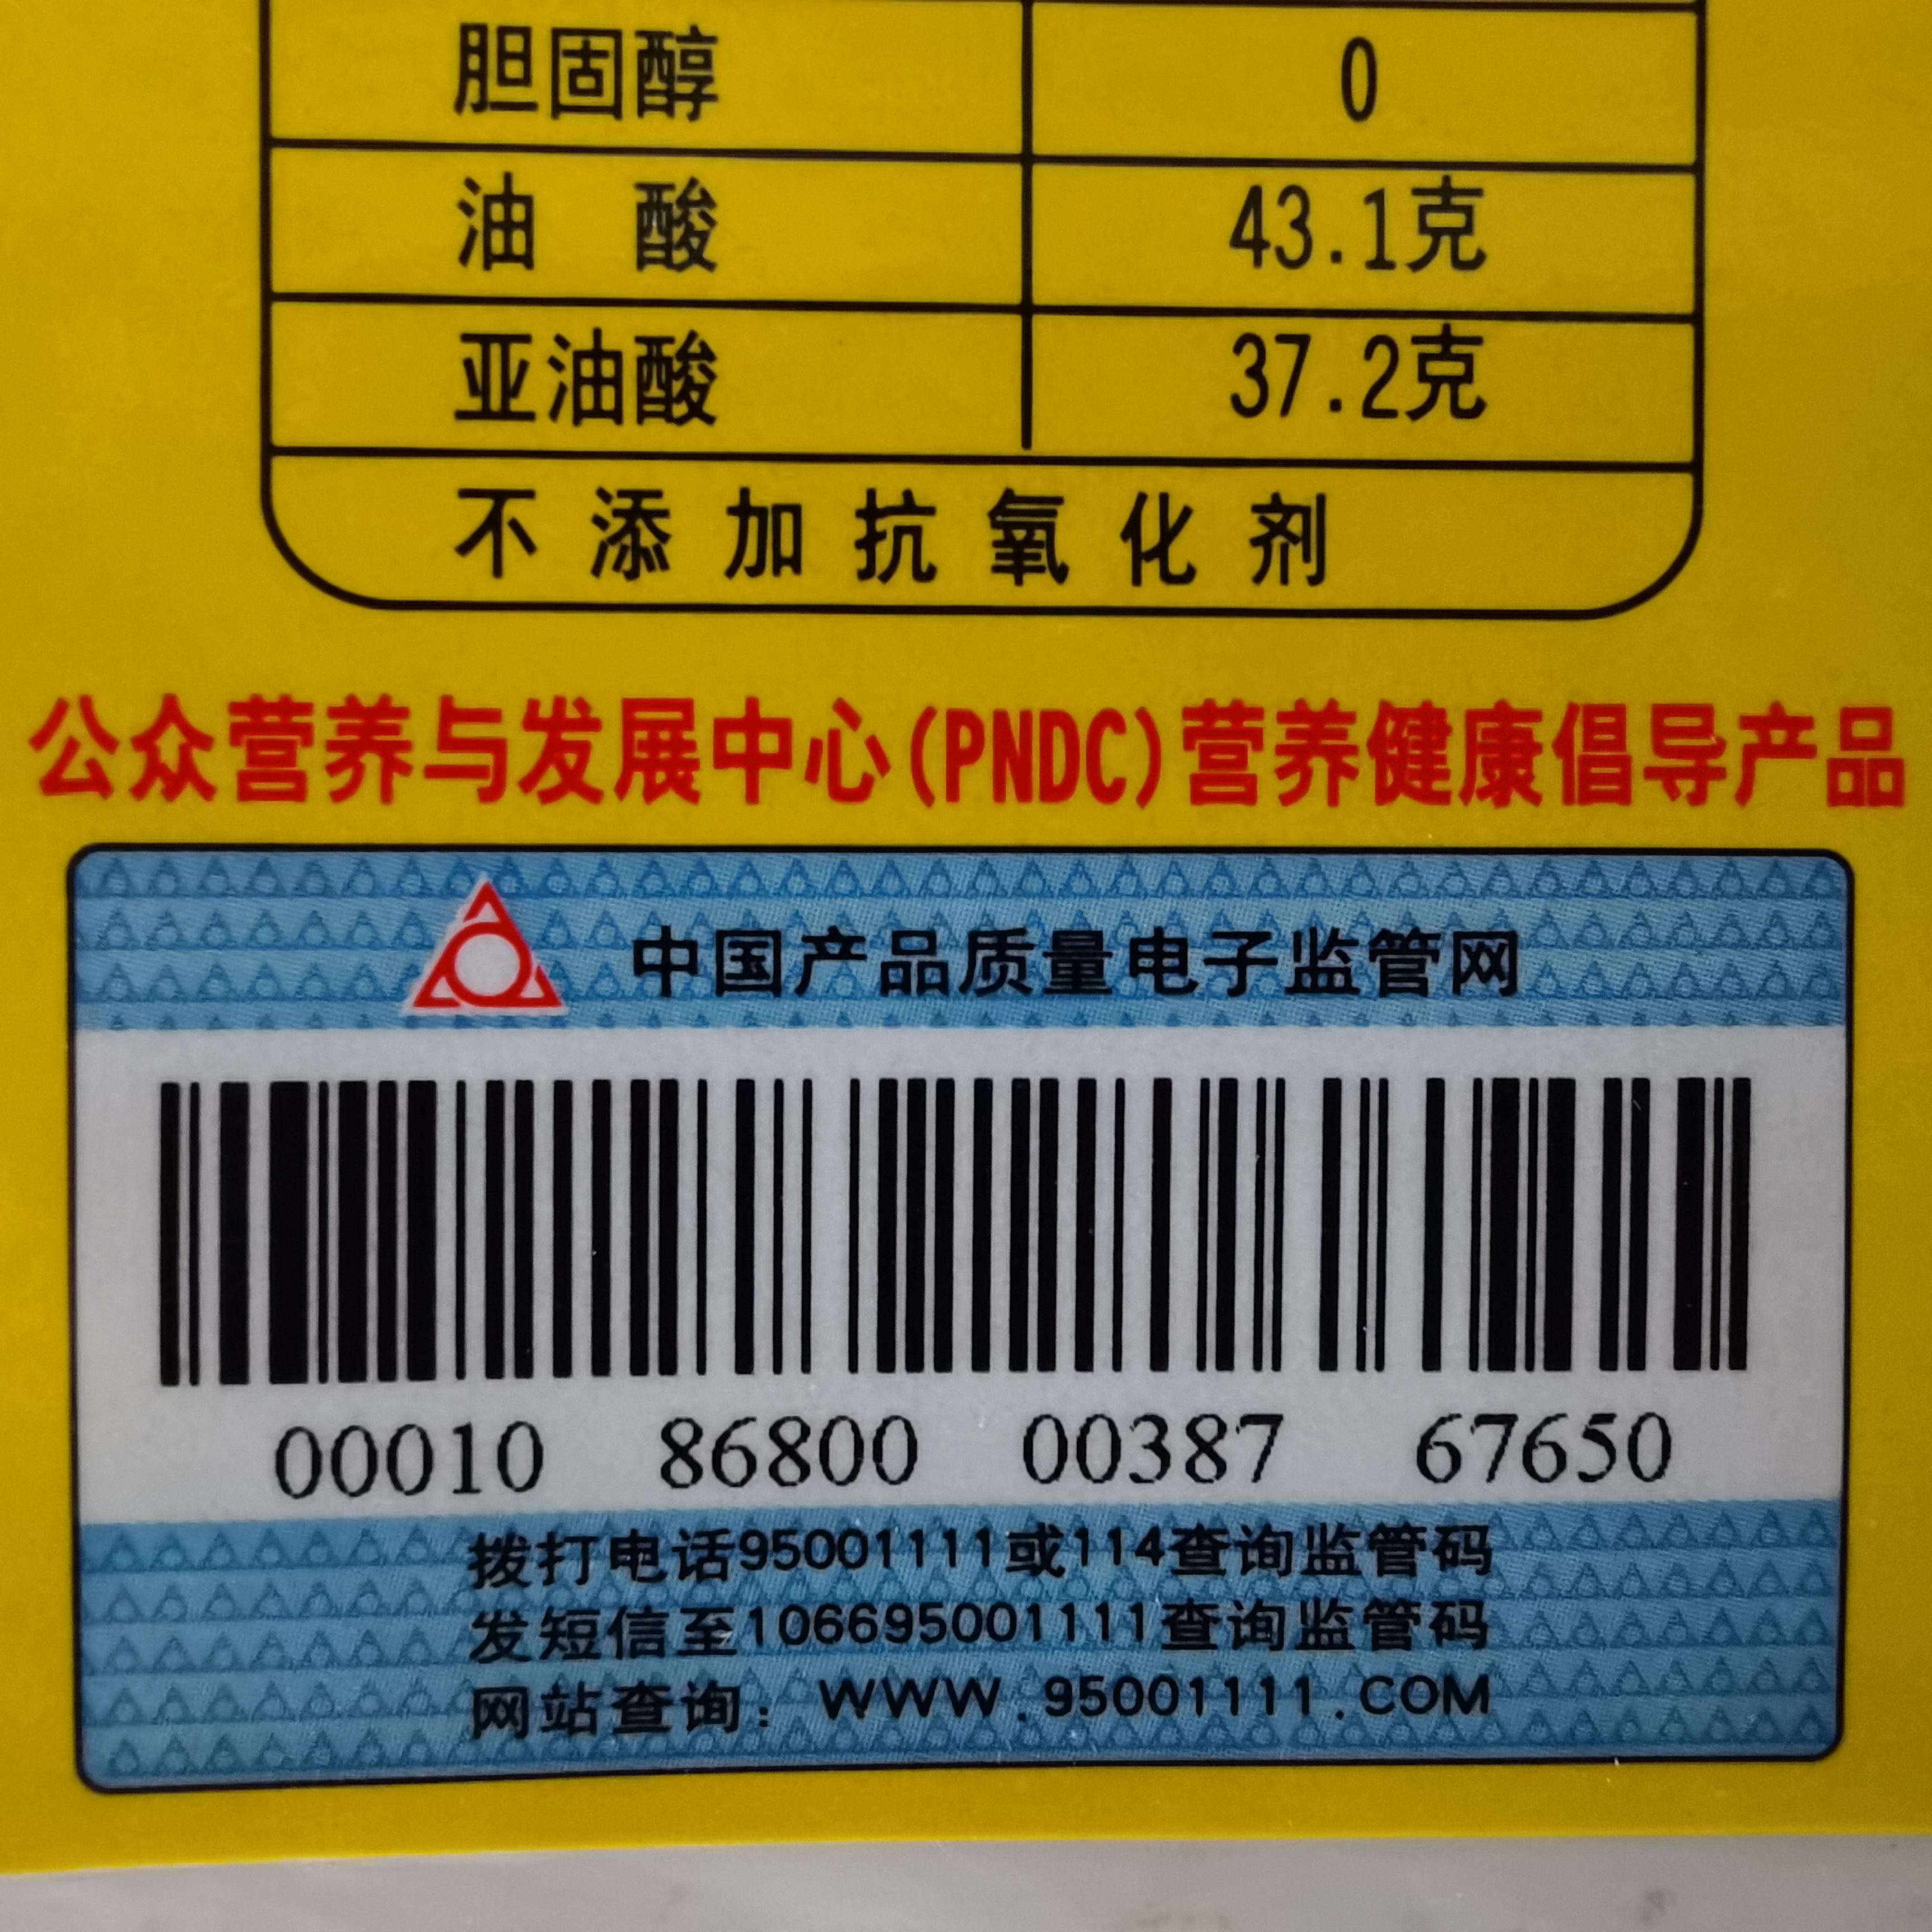 胆固醇 0
油 酸 43.1克
亚油酸 37.2克
不添加抗氧化剂
公众营养与发展中心(PNDC)营养健康倡导产品
中国产品质量电子监管网
00010 86800 00387 67650
拨打电话95001111或114查询监管码
发短信至106695001111查询监管码
网站查询: WWW.95001111.COM